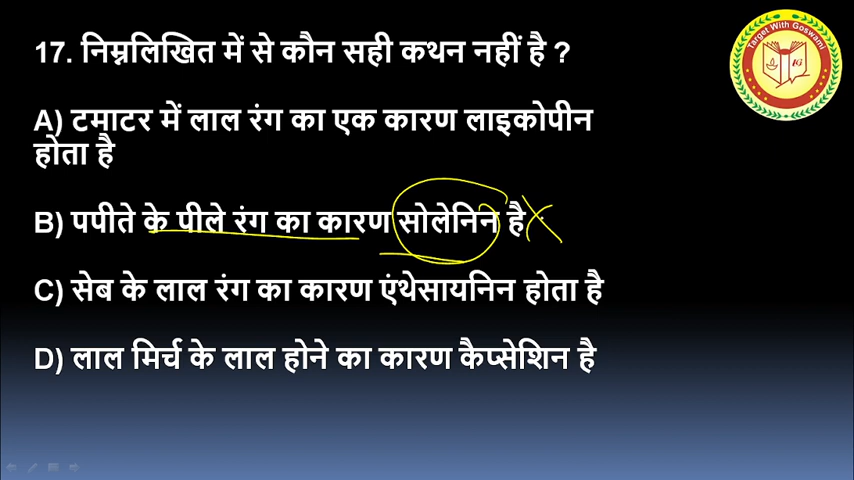 17. निम्नलिखित में से कौन सही कथन नहीं है ?
A) टमाटर में लाल रंग का एक कारण लाइकोपीन
होता है
B) पपीते के पीले रंग का कारण सोलेनिन है
C) सेब के लाल रंग का कारण एंथेसायनिन होता है
D) लाल मिर्च के लाल होने का कारण कैप्सेशिन है
Target With Goswami